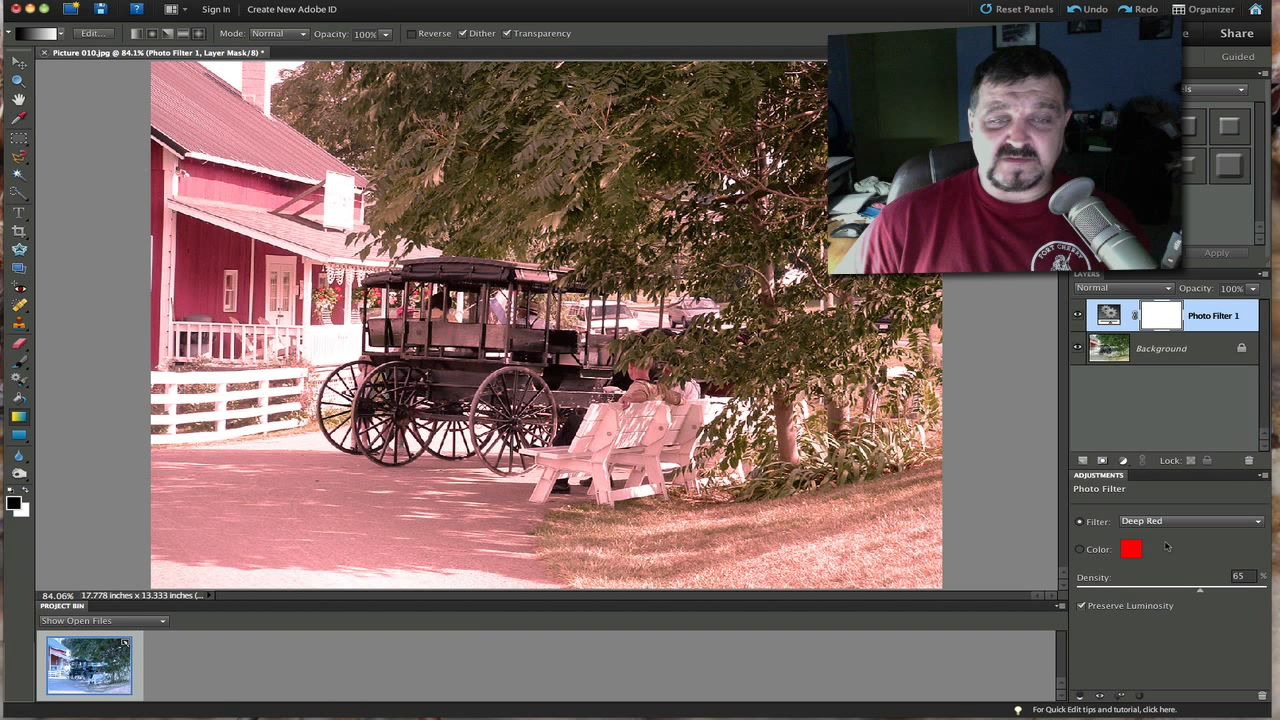 Sign In
Create New Adobe ID
Reset Panels
Undo
Redo
Organizer
Edit...
Mode: Normal
Opacity: 100%
Reverse
Dither
Transparency
Share
Picture 010.jpg @ 84.1% (Photo Filter 1, Layer Mask/8) *
Guided
Apply
FORT CHERRY
LAYERS
Normal
Opacity: 100%
Photo Filter 1
Background
Lock:
ADJUSTMENTS
Photo Filter
Filter: Deep Red
Color:
Density: 65 %
Preserve Luminosity
84.06% 17.778 inches x 13.333 inches (...
PROJECT BIN
Show Open Files
For Quick Edit tips and tutorial, click here.